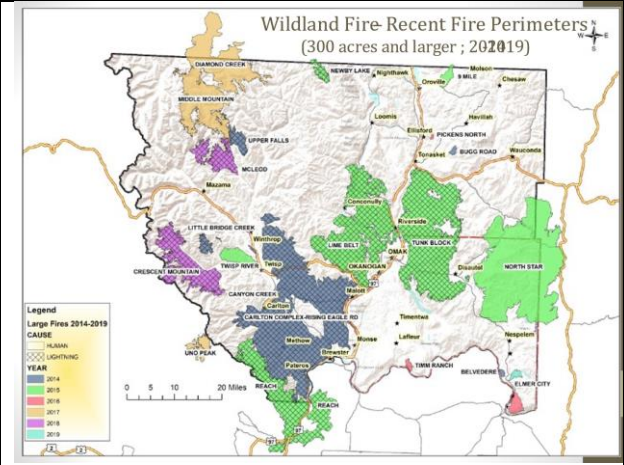 Wildland Fire- Recent Fire Perimeters
(300 acres and larger ; 2014-2019)
N
W E
S
DIAMOND CREEK
NEWBY LAKE
Nighthawk
Molson
9 MILE
Oroville
Chesaw
MIDDLE MOUNTAIN
Loomis
Havillah
Ellisford
PICKENS NORTH
UPPER FALLS
BUGG ROAD
Wauconda
Tonasket
MCLEOD
Mazama
Conconully
LITTLE BRIDGE CREEK
Riverside
Winthrop
LIME BELT
TUNK BLOCK
OMAK
CRESCENT MOUNTAIN
TWISP RIVER
Twisp
OKANOGAN
Disautel
NORTH STAR
97
CANYON CREEK
Malott
Carlton
CARLTON COMPLEX-RISING EAGLE RD
Timentwa
Methow
Monse
Lafleur
Nespelem
UNO PEAK
Brewster
Pateros
TIMM RANCH
BELVEDERE
REACH
ELMER CITY
REACH
97
97
2
2
Legend
Large Fires 2014-2019
CAUSE
HUMAN
LIGHTNING
YEAR
2014
2015
2016
2017
2018
2019
0 5 10 20 Miles